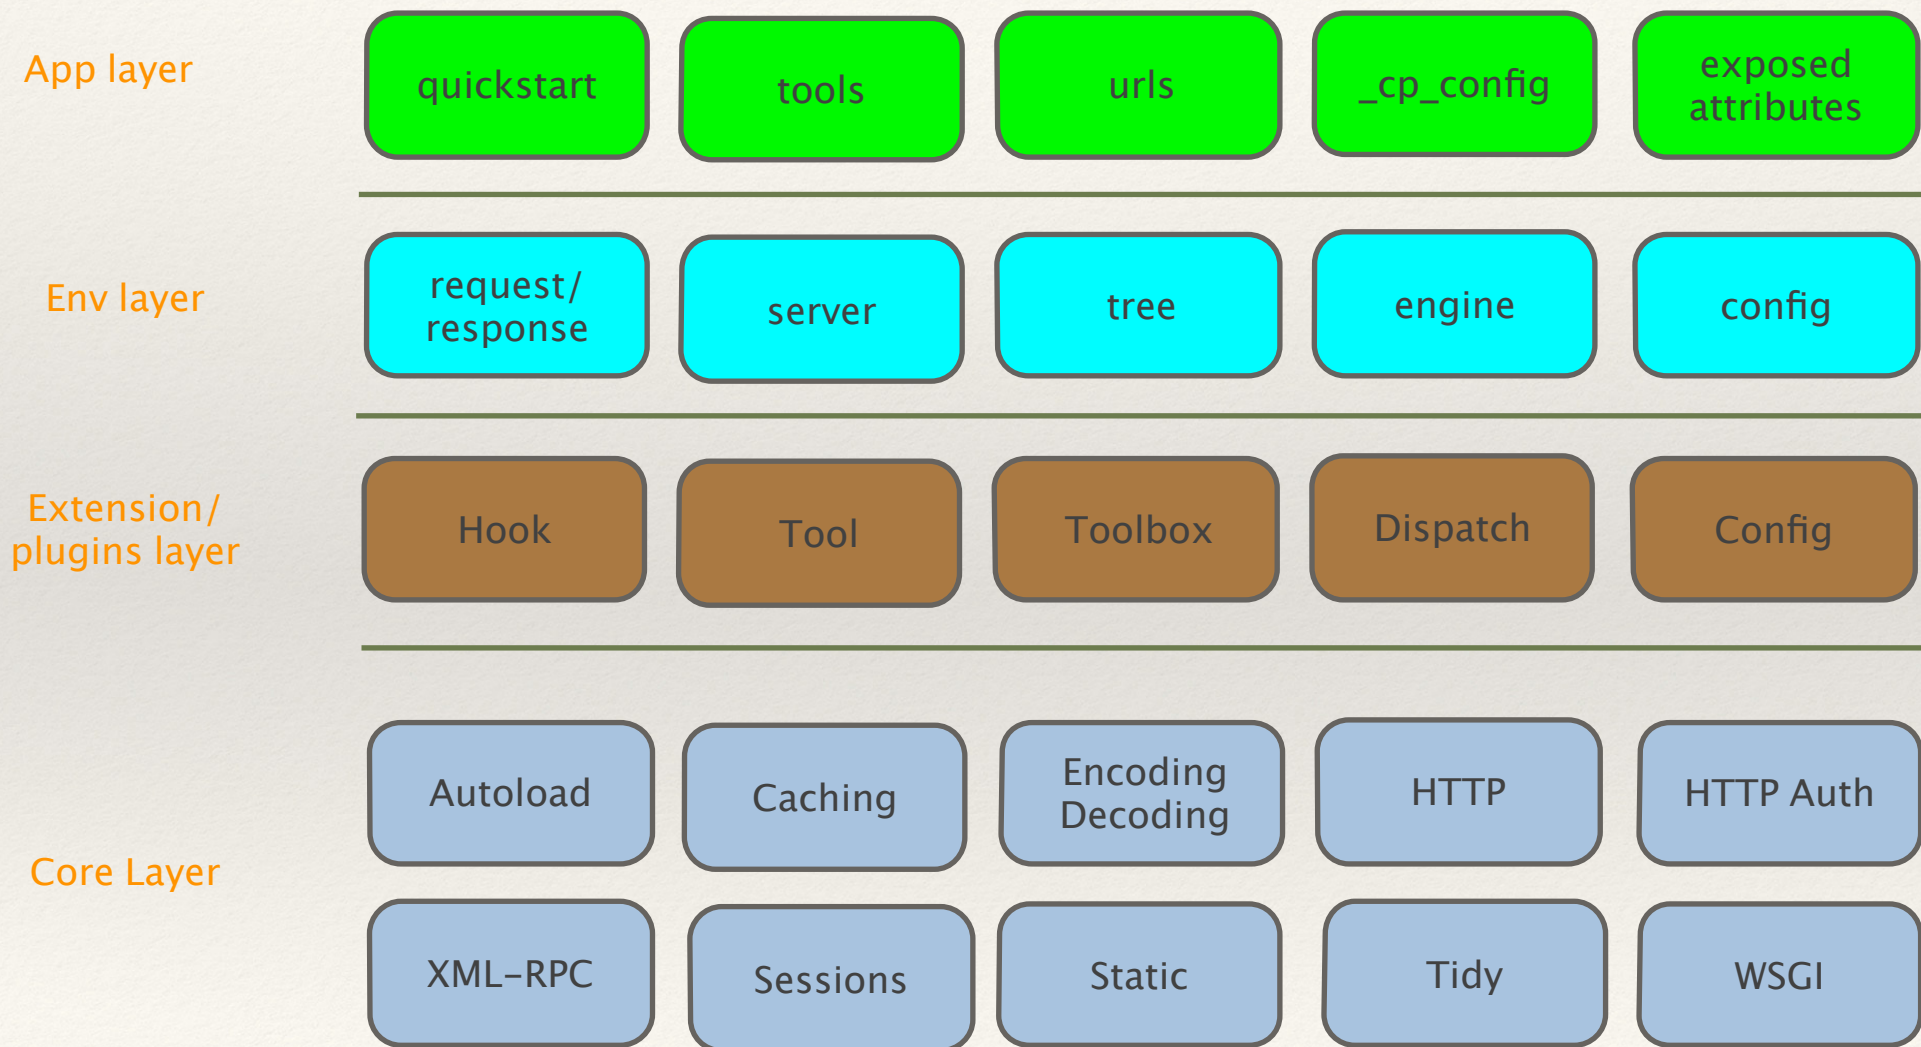 App layer
quickstart
tools
urls
_cp_config
exposed
attributes
Env layer
request/
response
server
tree
engine
config
Extension/
plugins layer
Hook
Tool
Toolbox
Dispatch
Config
Core Layer
Autoload
Caching
Encoding
Decoding
HTTP
HTTP Auth
XML-RPC
Sessions
Static
Tidy
WSGI